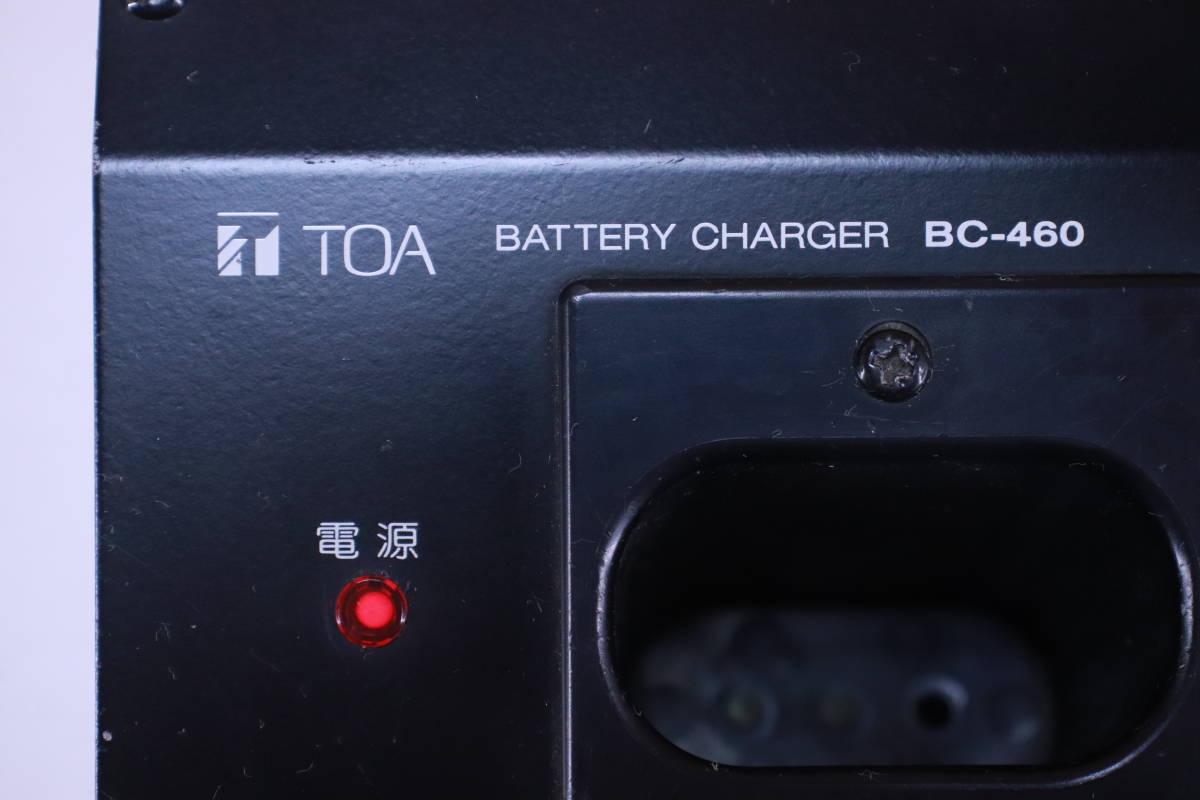 TOA BATTERY CHARGER BC-460
電源